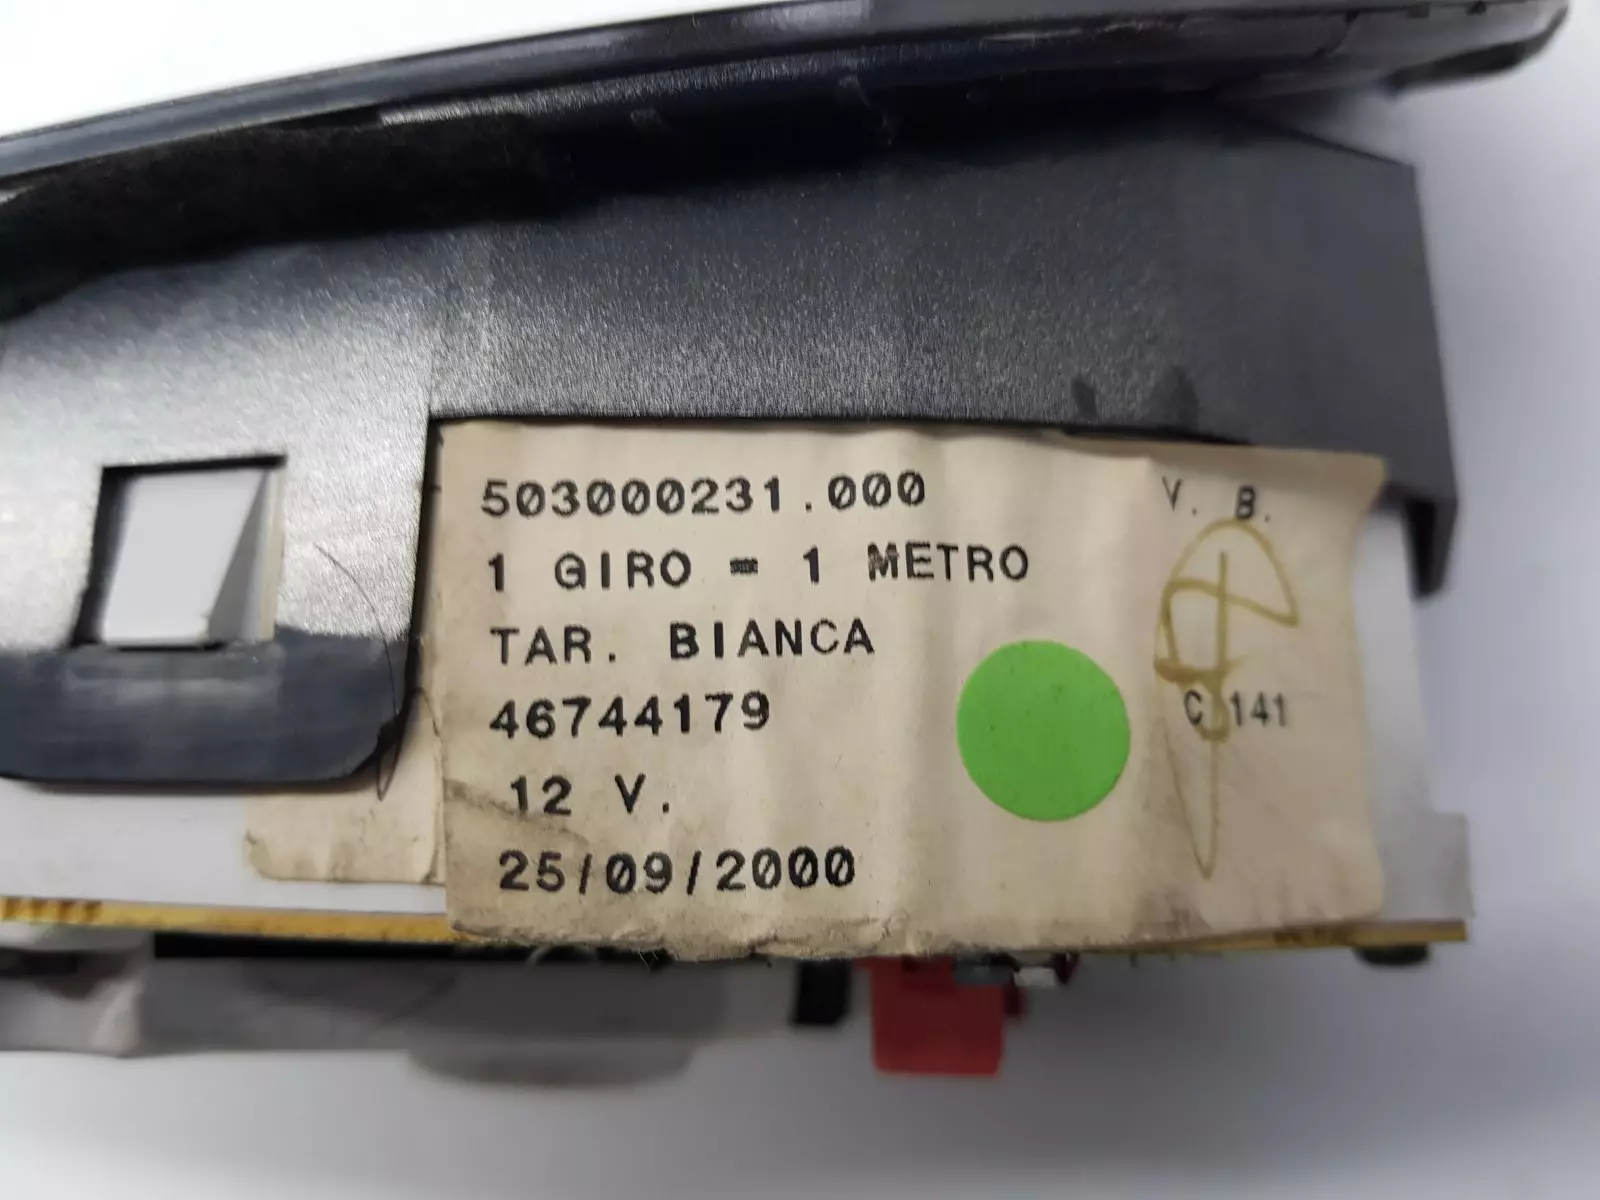 503000231.000
V. B.
1 GIRO = 1 METRO
TAR. BIANCA
46744179
C 141
12 V.
25/09/2000